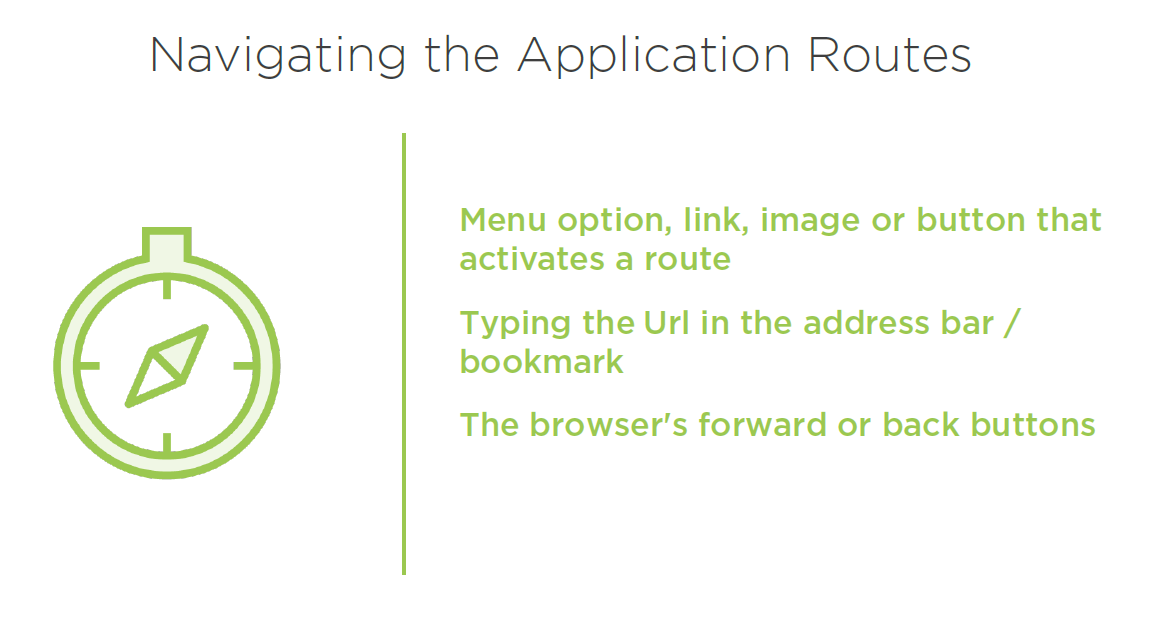 Navigating the Application Routes
Menu option, link, image or button that
activates a route
Typing the Url in the address bar /
bookmark
The browser's forward or back buttons